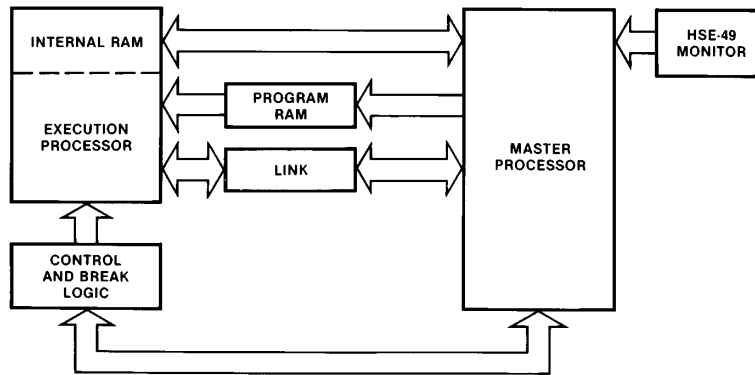 INTERNAL RAM
EXECUTION
PROCESSOR
PROGRAM
RAM
LINK
MASTER
PROCESSOR
HSE-49
MONITOR
CONTROL
AND BREAK
LOGIC